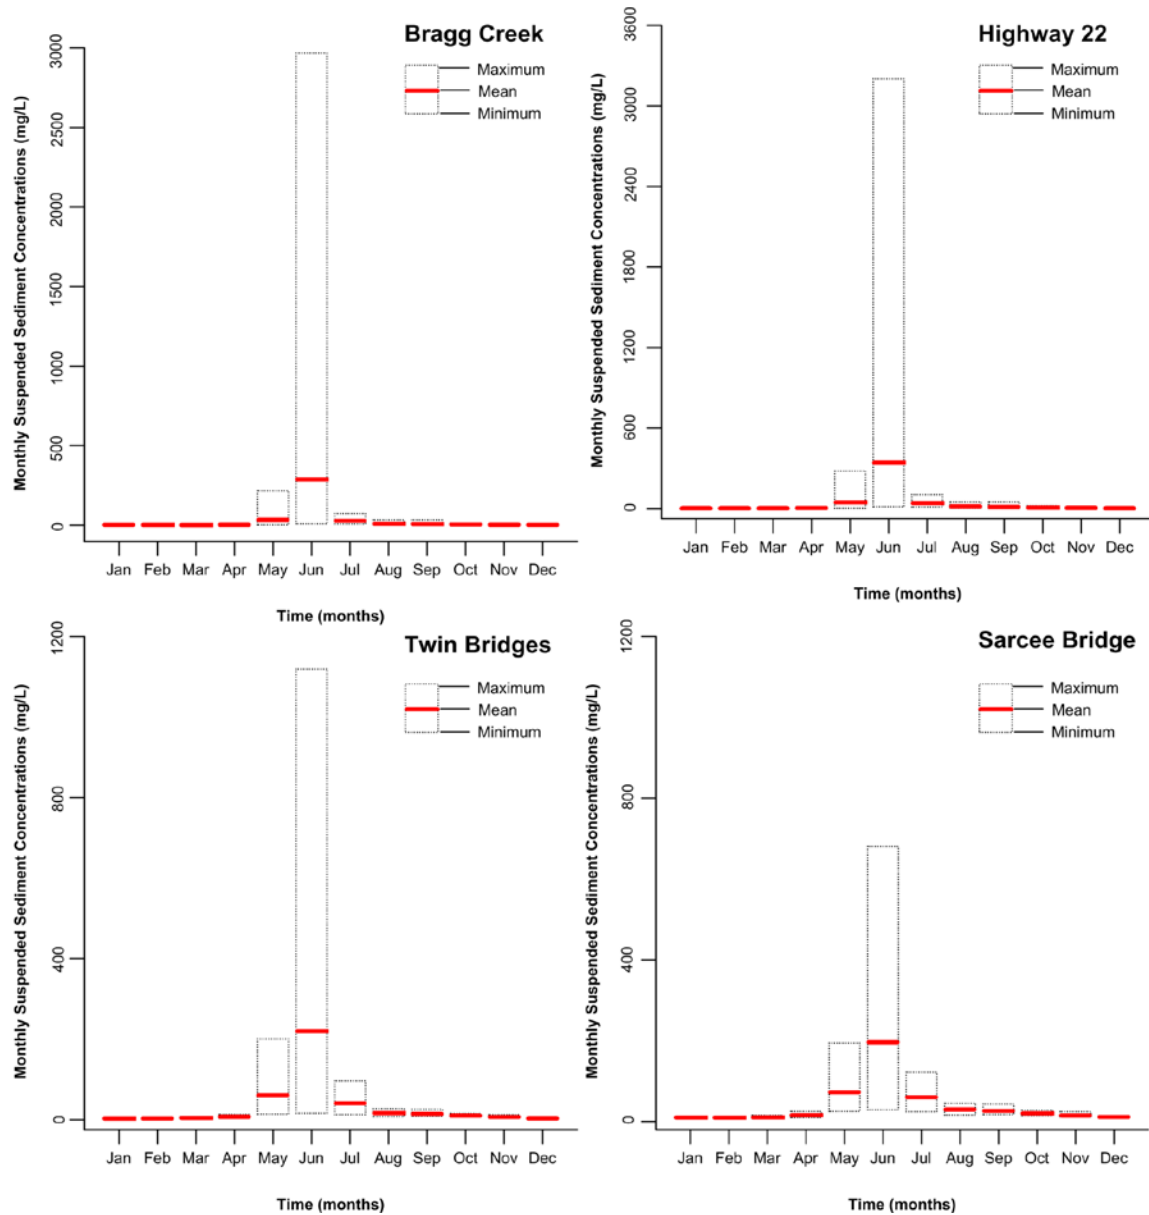 Bragg Creek
Maximum
Mean
Minimum
Monthly Suspended Sediment Concentrations (mg/L)
3000
2500
2000
1500
1000
500
0
Jan Feb Mar Apr May Jun Jul Aug Sep Oct Nov Dec
Time (months)
Highway 22
Maximum
Mean
Minimum
Monthly Suspended Sediment Concentrations (mg/L)
3600
3000
2400
1800
1200
600
0
Jan Feb Mar Apr May Jun Jul Aug Sep Oct Nov Dec
Time (months)
Twin Bridges
Maximum
Mean
Minimum
Monthly Suspended Sediment Concentrations (mg/L)
1200
800
400
0
Jan Feb Mar Apr May Jun Jul Aug Sep Oct Nov Dec
Time (months)
Sarcee Bridge
Maximum
Mean
Minimum
Monthly Suspended Sediment Concentrations (mg/L)
1200
800
400
0
Jan Feb Mar Apr May Jun Jul Aug Sep Oct Nov Dec
Time (months)